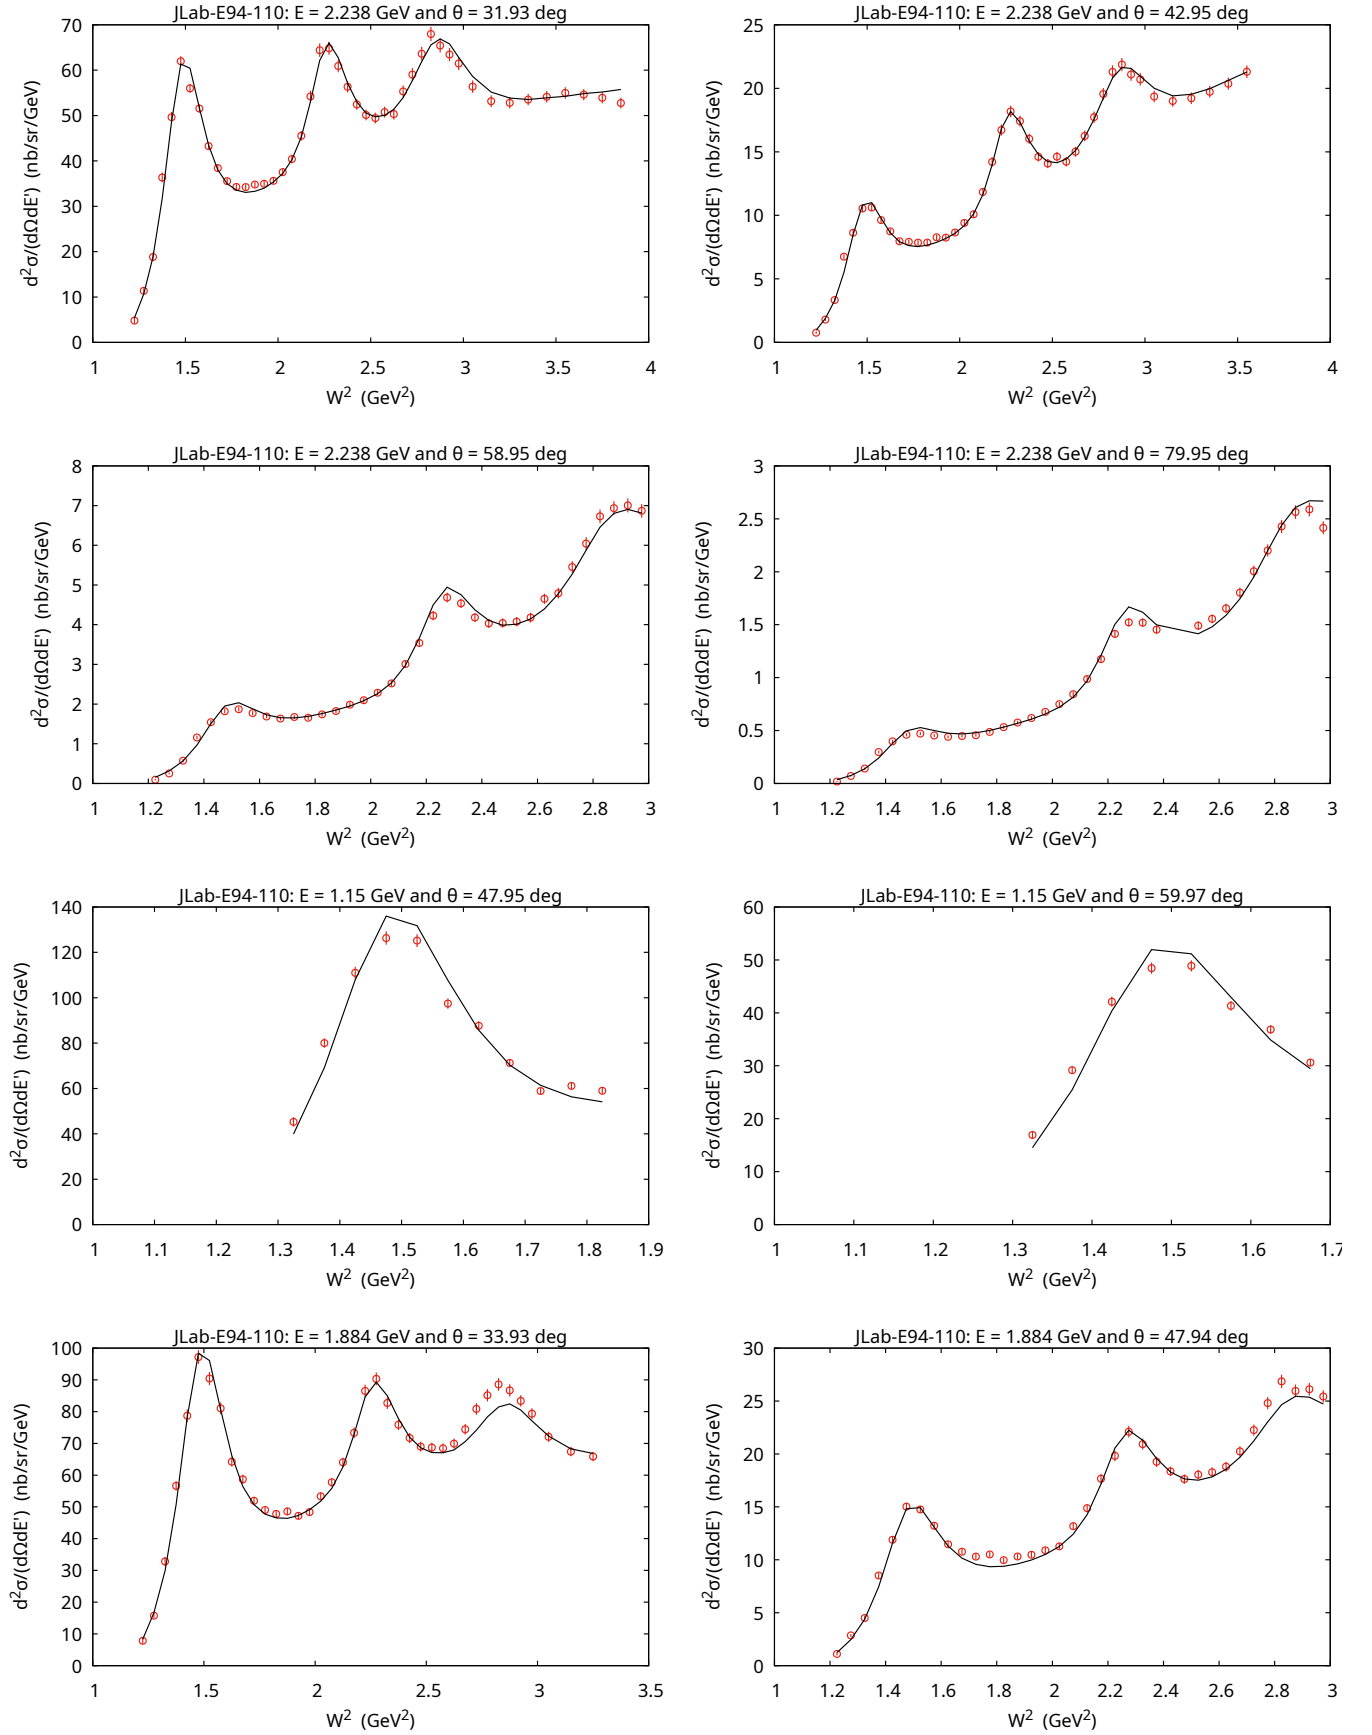 JLab-E94-110: E = 2.238 GeV and θ = 31.93 deg
d²σ/(dΩdE') (nb/sr/GeV)
70
60
50
40
30
20
10
0
1 1.5 2 2.5 3 3.5 4
W² (GeV²)
JLab-E94-110: E = 2.238 GeV and θ = 42.95 deg
d²σ/(dΩdE') (nb/sr/GeV)
25
20
15
10
5
0
1 1.5 2 2.5 3 3.5 4
W² (GeV²)
JLab-E94-110: E = 2.238 GeV and θ = 58.95 deg
d²σ/(dΩdE') (nb/sr/GeV)
8
7
6
5
4
3
2
1
0
1 1.2 1.4 1.6 1.8 2 2.2 2.4 2.6 2.8 3
W² (GeV²)
JLab-E94-110: E = 2.238 GeV and θ = 79.95 deg
d²σ/(dΩdE') (nb/sr/GeV)
3
2.5
2
1.5
1
0.5
0
1 1.2 1.4 1.6 1.8 2 2.2 2.4 2.6 2.8 3
W² (GeV²)
JLab-E94-110: E = 1.15 GeV and θ = 47.95 deg
d²σ/(dΩdE') (nb/sr/GeV)
140
120
100
80
60
40
20
0
1 1.1 1.2 1.3 1.4 1.5 1.6 1.7 1.8 1.9
W² (GeV²)
JLab-E94-110: E = 1.15 GeV and θ = 59.97 deg
d²σ/(dΩdE') (nb/sr/GeV)
60
50
40
30
20
10
0
1 1.1 1.2 1.3 1.4 1.5 1.6 1.7
W² (GeV²)
JLab-E94-110: E = 1.884 GeV and θ = 33.93 deg
d²σ/(dΩdE') (nb/sr/GeV)
100
90
80
70
60
50
40
30
20
10
0
1 1.5 2 2.5 3 3.5
W² (GeV²)
JLab-E94-110: E = 1.884 GeV and θ = 47.94 deg
d²σ/(dΩdE') (nb/sr/GeV)
30
25
20
15
10
5
0
1 1.2 1.4 1.6 1.8 2 2.2 2.4 2.6 2.8 3
W² (GeV²)